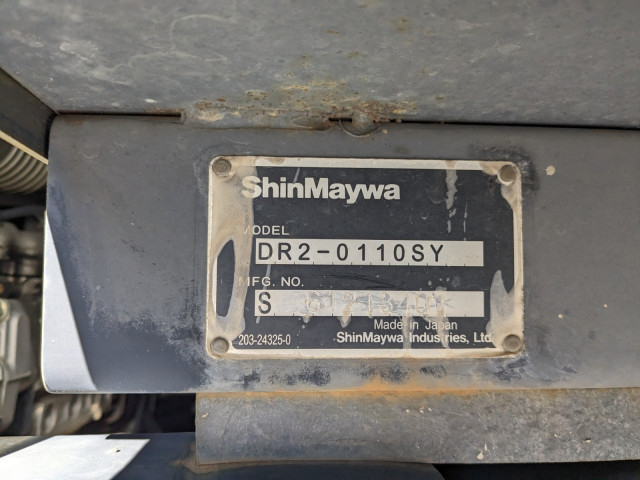 ShinMaywa
MODEL
DR2-0110SY
MFG. NO.
S
Made in Japan
203-24325-0
ShinMaywa Industries, Ltd.